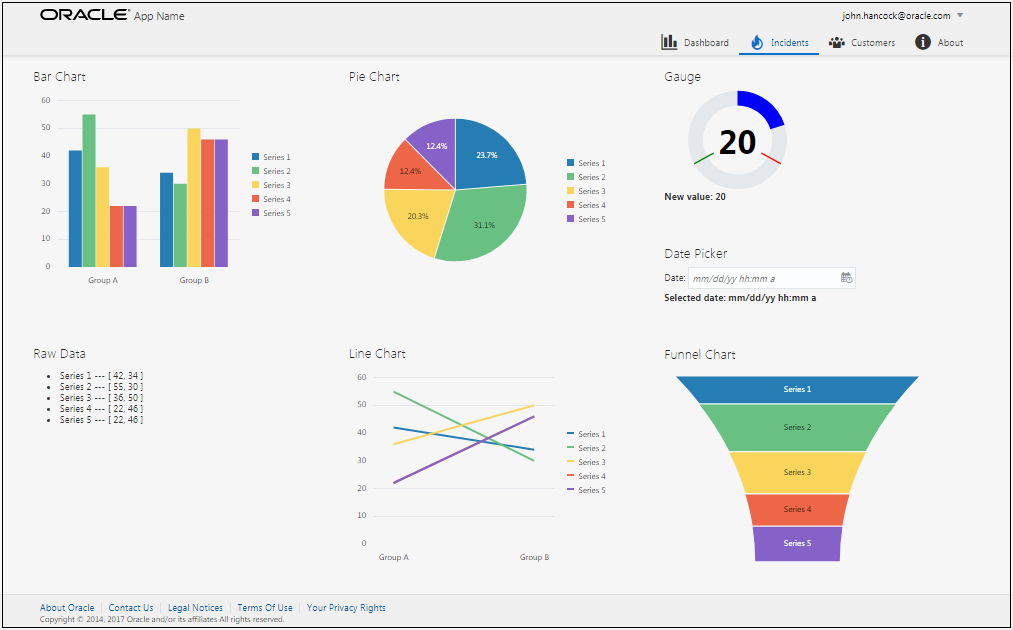 ORACLE® App Name
john.hancock@oracle.com
Dashboard
Incidents
Customers
About
Bar Chart
60
50
40
30
20
10
0
Group A
Group B
Series 1
Series 2
Series 3
Series 4
Series 5
Pie Chart
12.4%
23.7%
12.4%
20.3%
31.1%
Series 1
Series 2
Series 3
Series 4
Series 5
Gauge
20
New value: 20
Date Picker
Date: mm/dd/yy hh:mm a
Selected date: mm/dd/yy hh:mm a
Raw Data
• Series 1 --- [ 42, 34 ]
• Series 2 --- [ 55, 30 ]
• Series 3 --- [ 36, 50 ]
• Series 4 --- [ 22, 46 ]
• Series 5 --- [ 22, 46 ]
Line Chart
60
50
40
30
20
10
0
Group A
Group B
Series 1
Series 2
Series 3
Series 4
Series 5
Funnel Chart
Series 1
Series 2
Series 3
Series 4
Series 5
About Oracle
Contact Us
Legal Notices
Terms Of Use
Your Privacy Rights
Copyright © 2014, 2017 Oracle and/or its affiliates All rights reserved.